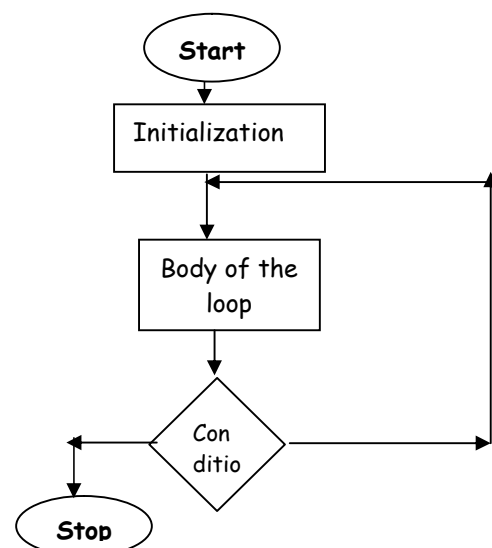 Start
Initialization
Body of the
loop
Con
ditio
Stop